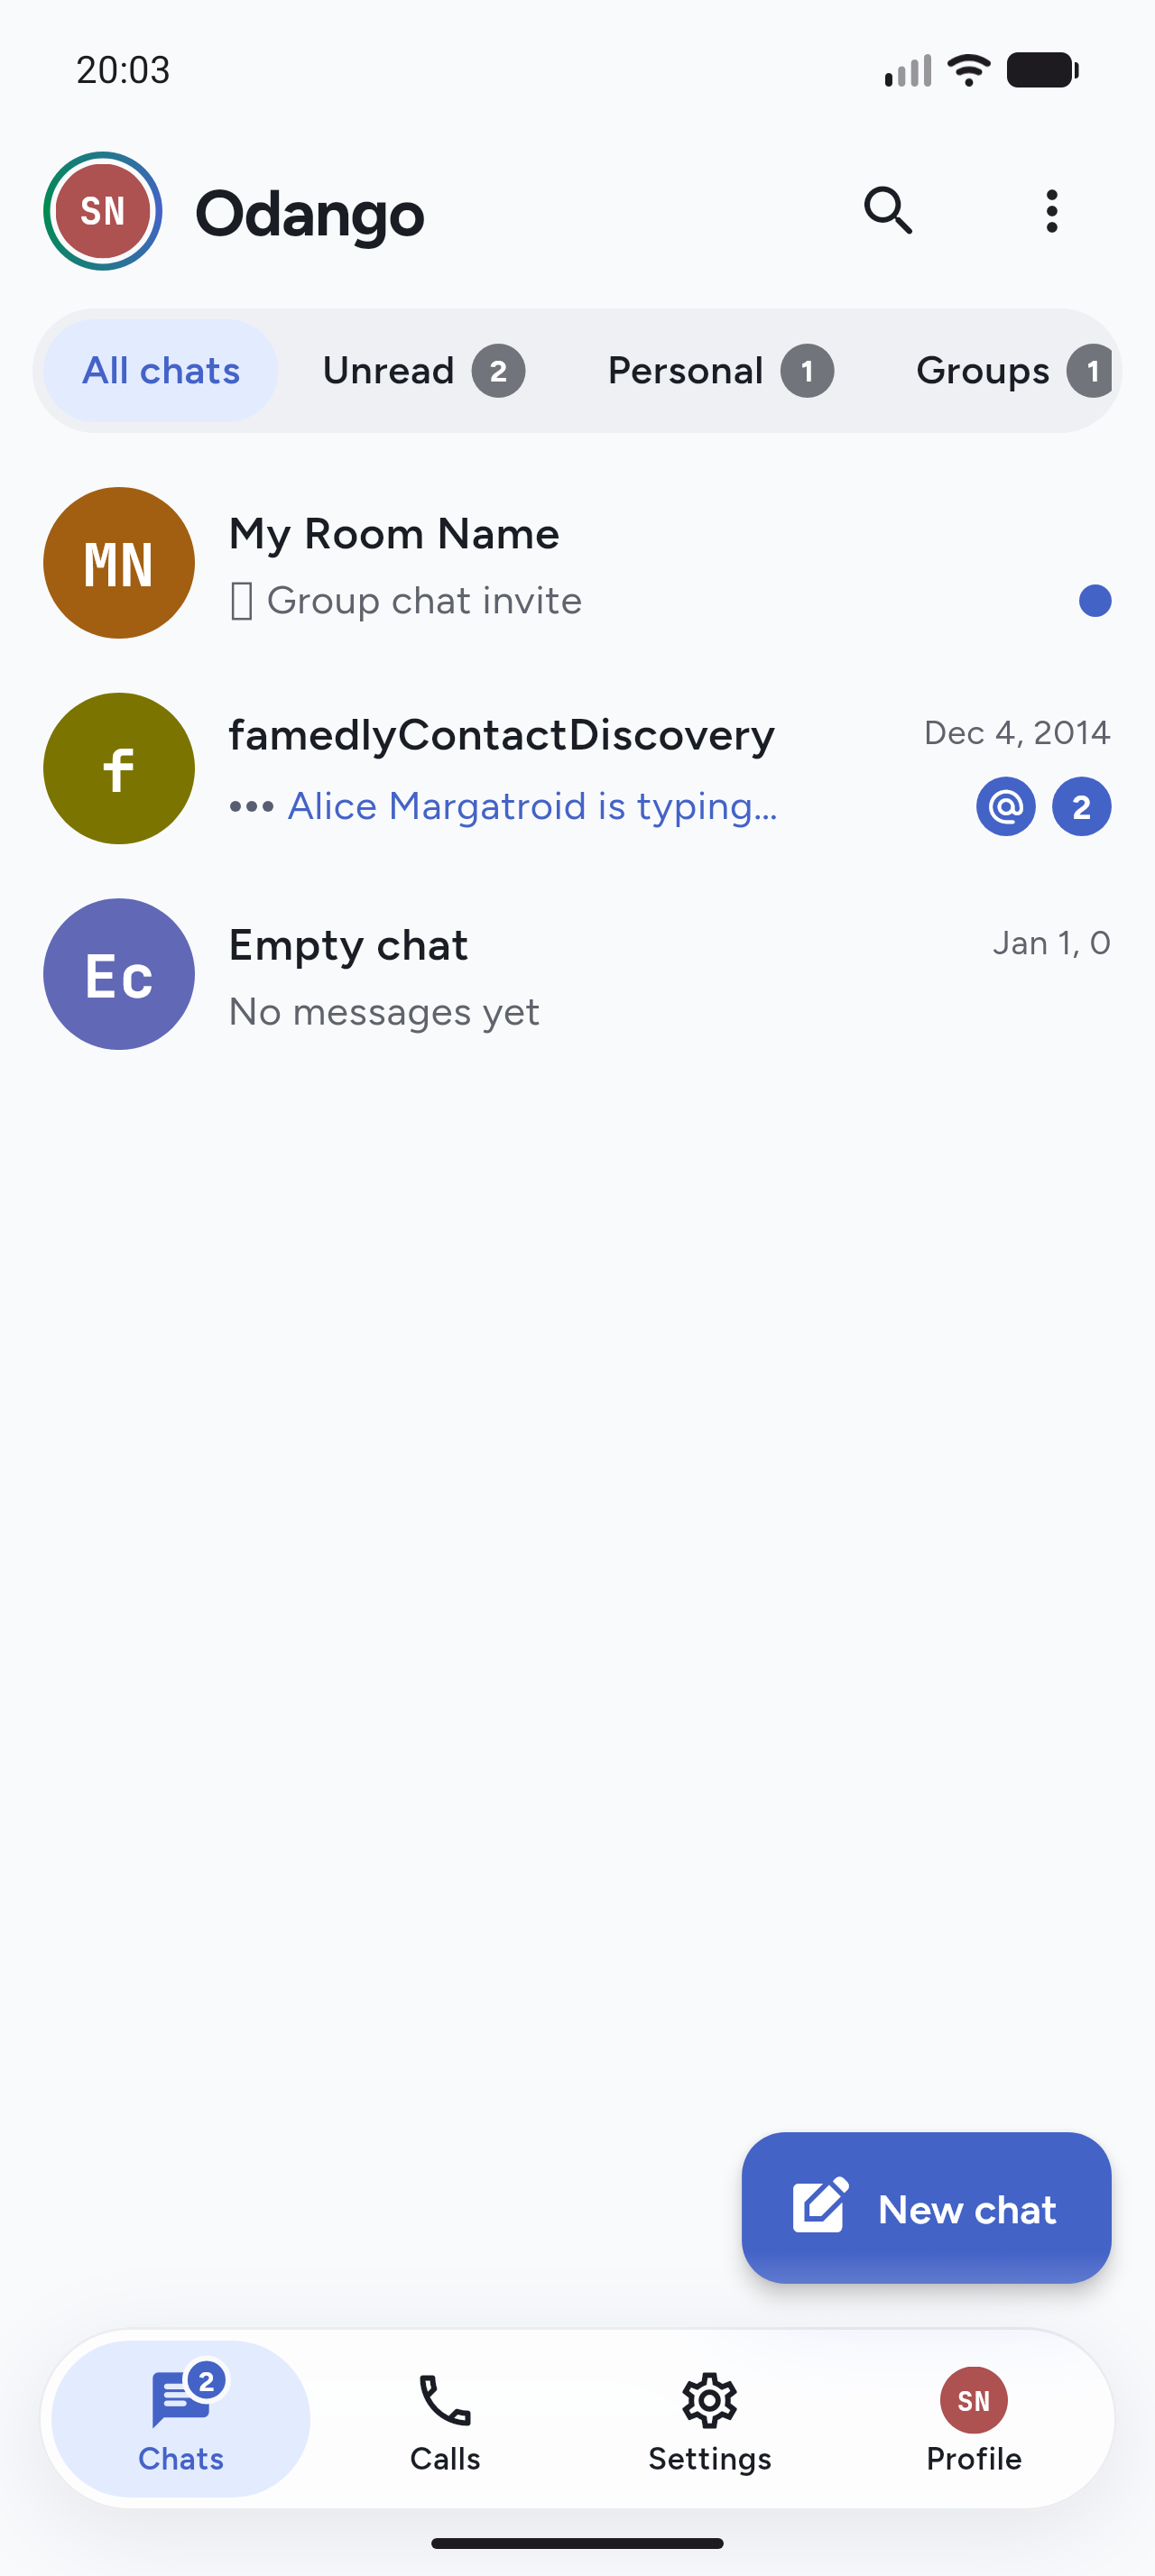 20:03
SN Odango
All chats Unread 2 Personal 1 Groups 1
MN My Room Name
Group chat invite
f famedlyContactDiscovery Dec 4, 2014
••• Alice Margatroid is typing... @ 2
Ec Empty chat Jan 1, 0
No messages yet
New chat
2 SN
Chats Calls Settings Profile